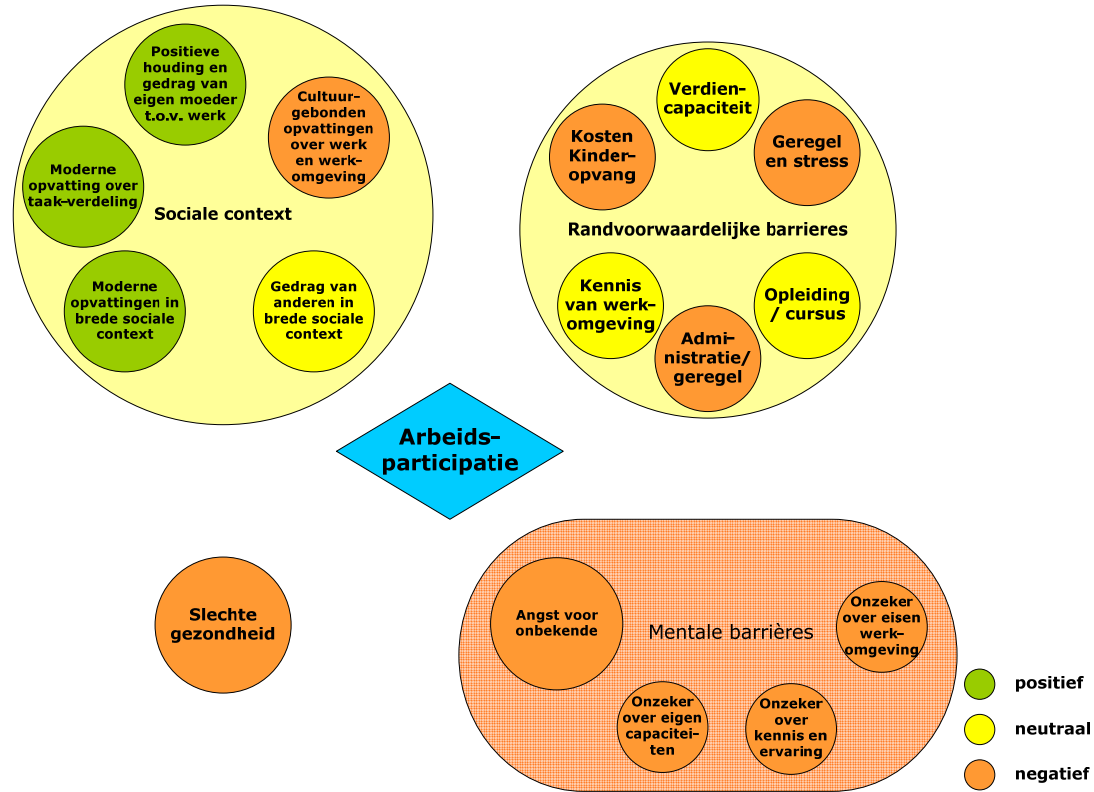 Positieve
houding en
gedrag van
eigen moeder
t.o.v. werk
Cultuur-
gebonden
opvattingen
over werk
en werk-
omgeving
Moderne
opvatting over
taak-verdeling
Sociale context
Moderne
opvattingen in
brede sociale
context
Gedrag van
anderen in
brede sociale
context
Verdien-
capaciteit
Kosten
Kinder-
opvang
Geregel
en stress
Randvoorwaardelijke barrieres
Kennis
van werk-
omgeving
Opleiding
/ cursus
Admi-
nistratie/
geregel
Arbeids-
participatie
Slechte
gezondheid
Angst voor
onbekende
Mentale barrières
Onzeker
over eisen
werk-
omgeving
Onzeker
over eigen
capacitei-
ten
Onzeker
over
kennis en
ervaring
positief
neutraal
negatief